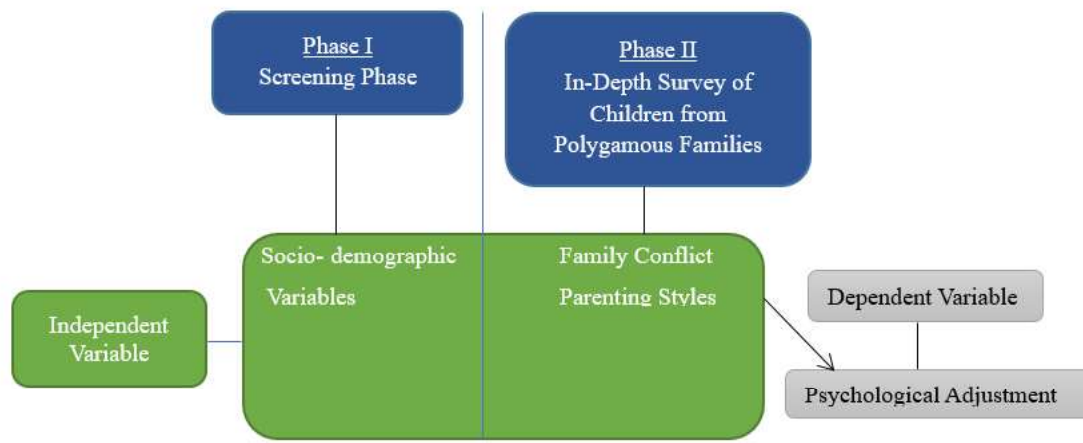 Phase I
Screening Phase
Phase II
In-Depth Survey of
Children from
Polygamous Families
Socio- demographic
Variables
Family Conflict
Parenting Styles
Independent
Variable
Dependent Variable
Psychological Adjustment